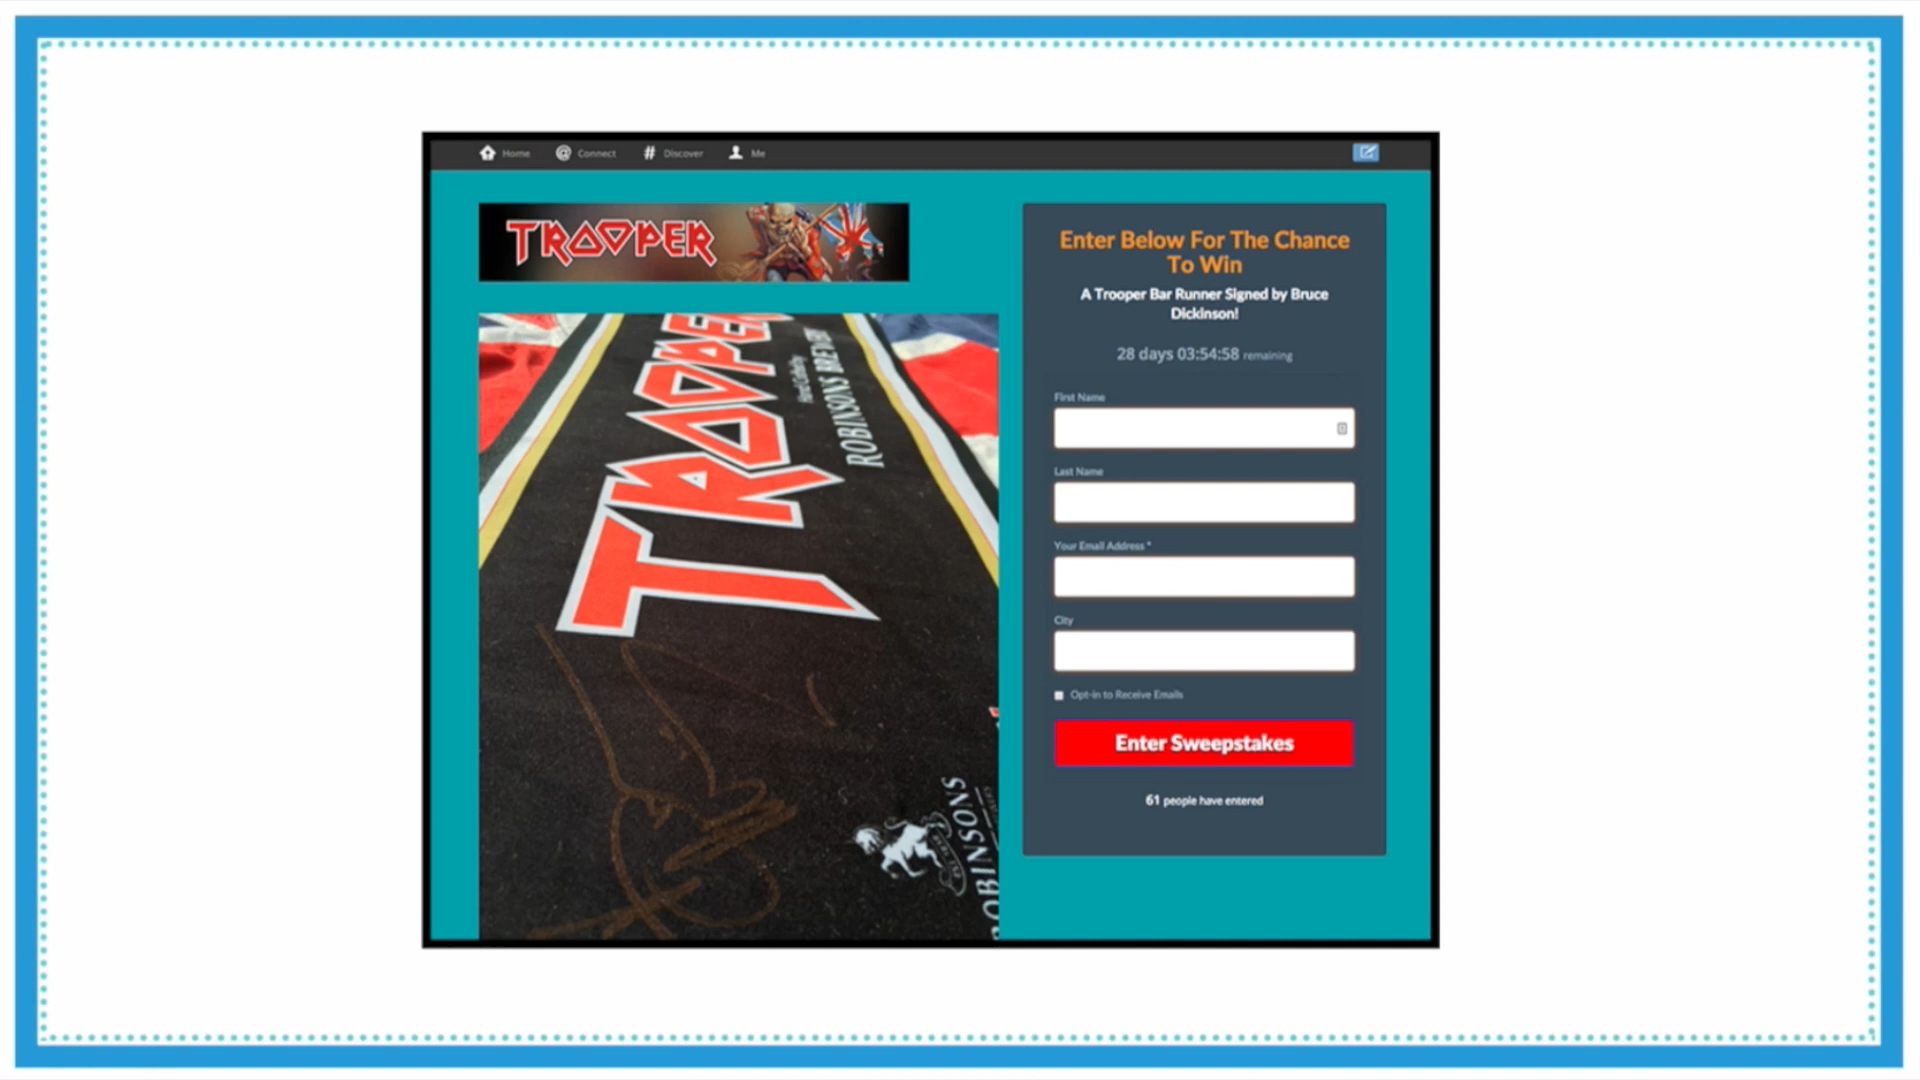 Home
@ Connect
# Discover
Me
TROOPER
Enter Below For The Chance
To Win
A Trooper Bar Runner Signed by Bruce
Dickinson!
28 days 03:54:58 remaining
First Name
Last Name
Your Email Address *
City
Opt-in to Receive Emails
Enter Sweepstakes
61 people have entered
TROOPER
ROBINSONS BREWERY
ROBINSONS